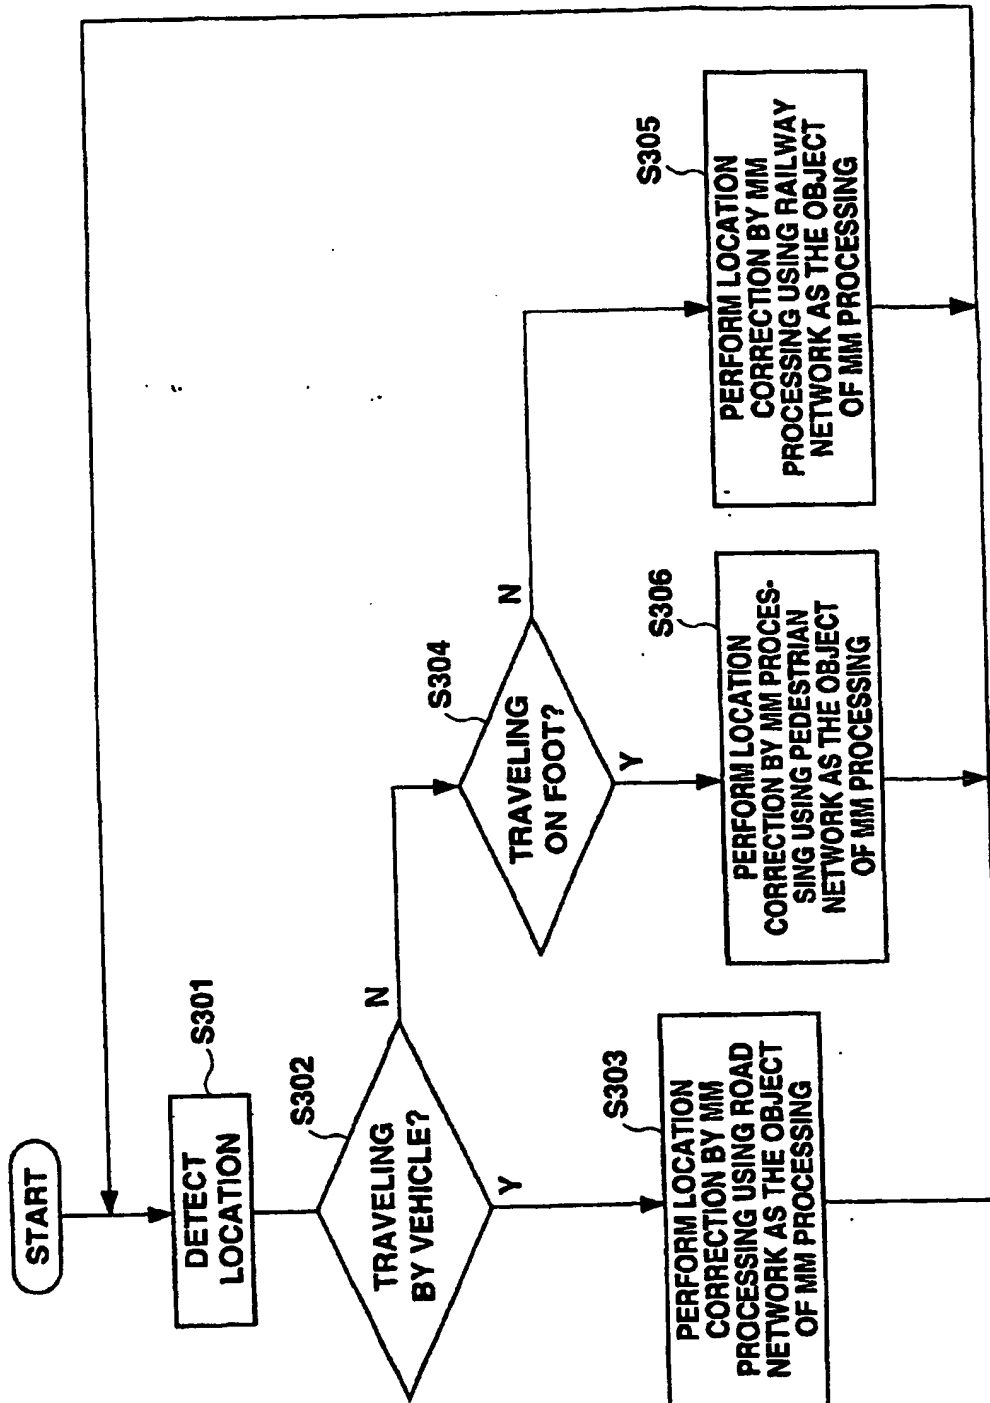 START
DETECT
LOCATION
S301
TRAVELING
BY VEHICLE?
S302
N
Y
PERFORM LOCATION
CORRECTION BY MM
PROCESSING USING ROAD
NETWORK AS THE OBJECT
OF MM PROCESSING
S303
TRAVELING
ON FOOT?
S304
N
Y
PERFORM LOCATION
CORRECTION BY MM PROCES-
SING USING PEDESTRIAN
NETWORK AS THE OBJECT
OF MM PROCESSING
S306
PERFORM LOCATION
CORRECTION BY MM
PROCESSING USING RAILWAY
NETWORK AS THE OBJECT
OF MM PROCESSING
S305